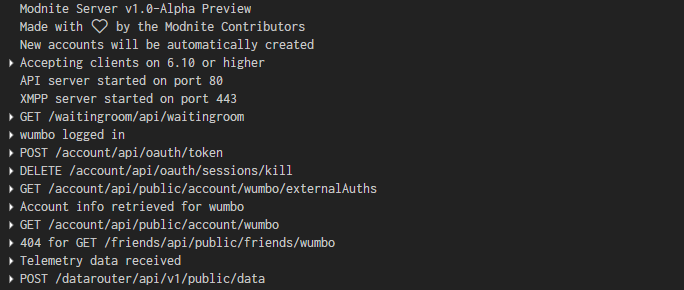 Modnite Server v1.0-Alpha Preview
Made with ♡ by the Modnite Contributors
New accounts will be automatically created
Accepting clients on 6.10 or higher
API server started on port 80
XMPP server started on port 443
GET /waitingroom/api/waitingroom
wumbo logged in
POST /account/api/oauth/token
DELETE /account/api/oauth/sessions/kill
GET /account/api/public/account/wumbo/externalAuths
Account info retrieved for wumbo
GET /account/api/public/account/wumbo
404 for GET /friends/api/public/friends/wumbo
Telemetry data received
POST /datarouter/api/v1/public/data